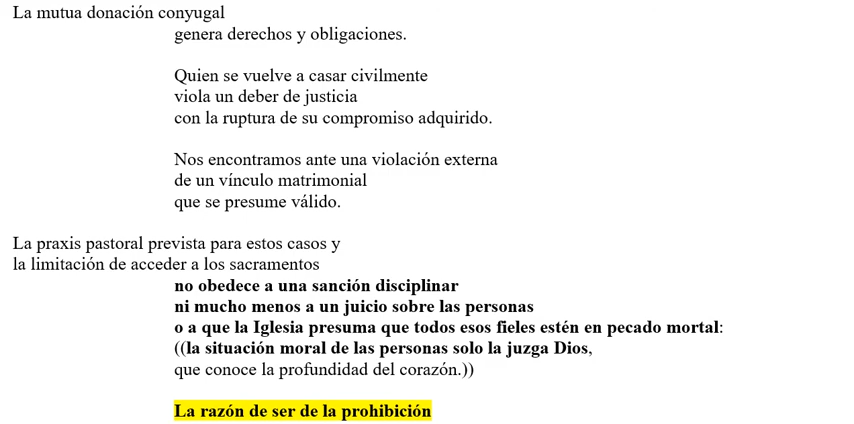 La mutua donación conyugal
genera derechos y obligaciones.
Quien se vuelve a casar civilmente
viola un deber de justicia
con la ruptura de su compromiso adquirido.
Nos encontramos ante una violación externa
de un vínculo matrimonial
que se presume válido.
La praxis pastoral prevista para estos casos y
la limitación de acceder a los sacramentos
no obedece a una sanción disciplinar
ni mucho menos a un juicio sobre las personas
o a que la Iglesia presuma que todos esos fieles estén en pecado mortal:
((la situación moral de las personas solo la juzga Dios,
que conoce la profundidad del corazón.))
La razón de ser de la prohibición